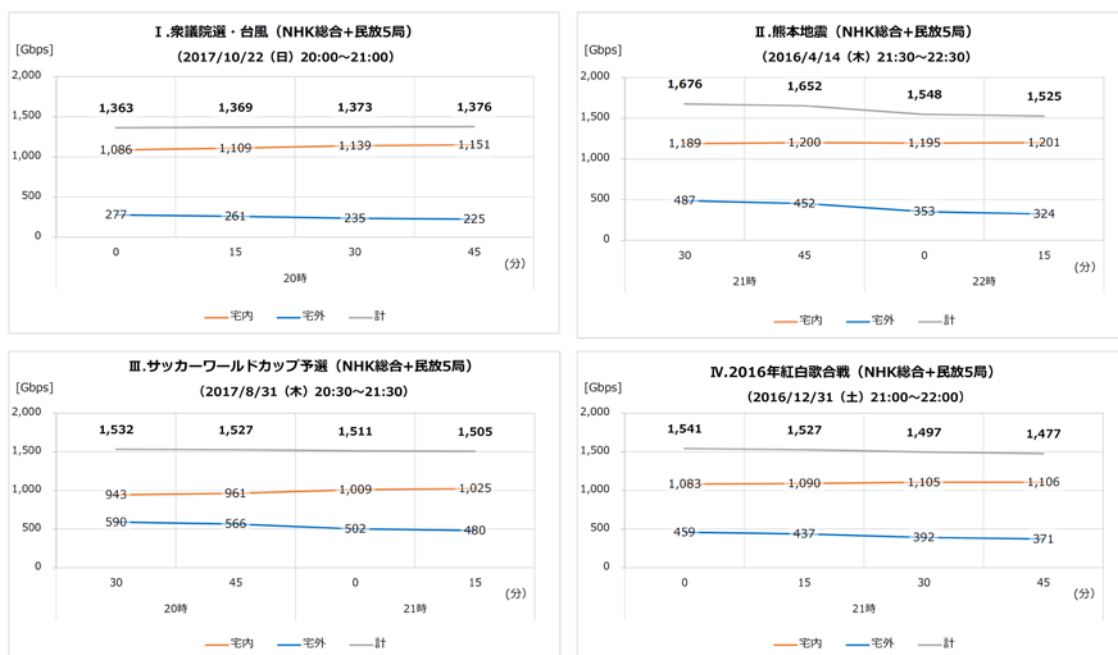 Ⅰ.衆議院選・台風（NHK総合+民放5局）
（2017/10/22（日）20:00～21:00）
[Gbps]
2,000
1,500
1,000
500
0
1,363 1,369 1,373 1,376
1,086 1,109 1,139 1,151
277 261 235 225
0 15 30 45
(分)
20時
宅内 宅外 計
Ⅱ.熊本地震（NHK総合+民放5局）
（2016/4/14（木）21:30～22:30）
[Gbps]
2,000
1,500
1,000
500
0
1,676 1,652 1,548 1,525
1,189 1,200 1,195 1,201
487 452 353 324
30 45 0 15
(分)
21時 22時
宅内 宅外 計
Ⅲ.サッカーワールドカップ予選（NHK総合+民放5局）
（2017/8/31（木）20:30～21:30）
[Gbps]
2,000
1,500
1,000
500
0
1,532 1,527 1,511 1,505
943 961 1,009 1,025
590 566 502 480
30 45 0 15
(分)
20時 21時
宅内 宅外 計
Ⅳ.2016年紅白歌合戦（NHK総合+民放5局）
（2016/12/31（土）21:00～22:00）
[Gbps]
2,000
1,500
1,000
500
0
1,541 1,527 1,497 1,477
1,083 1,090 1,105 1,106
459 437 392 371
0 15 30 45
(分)
21時
宅内 宅外 計